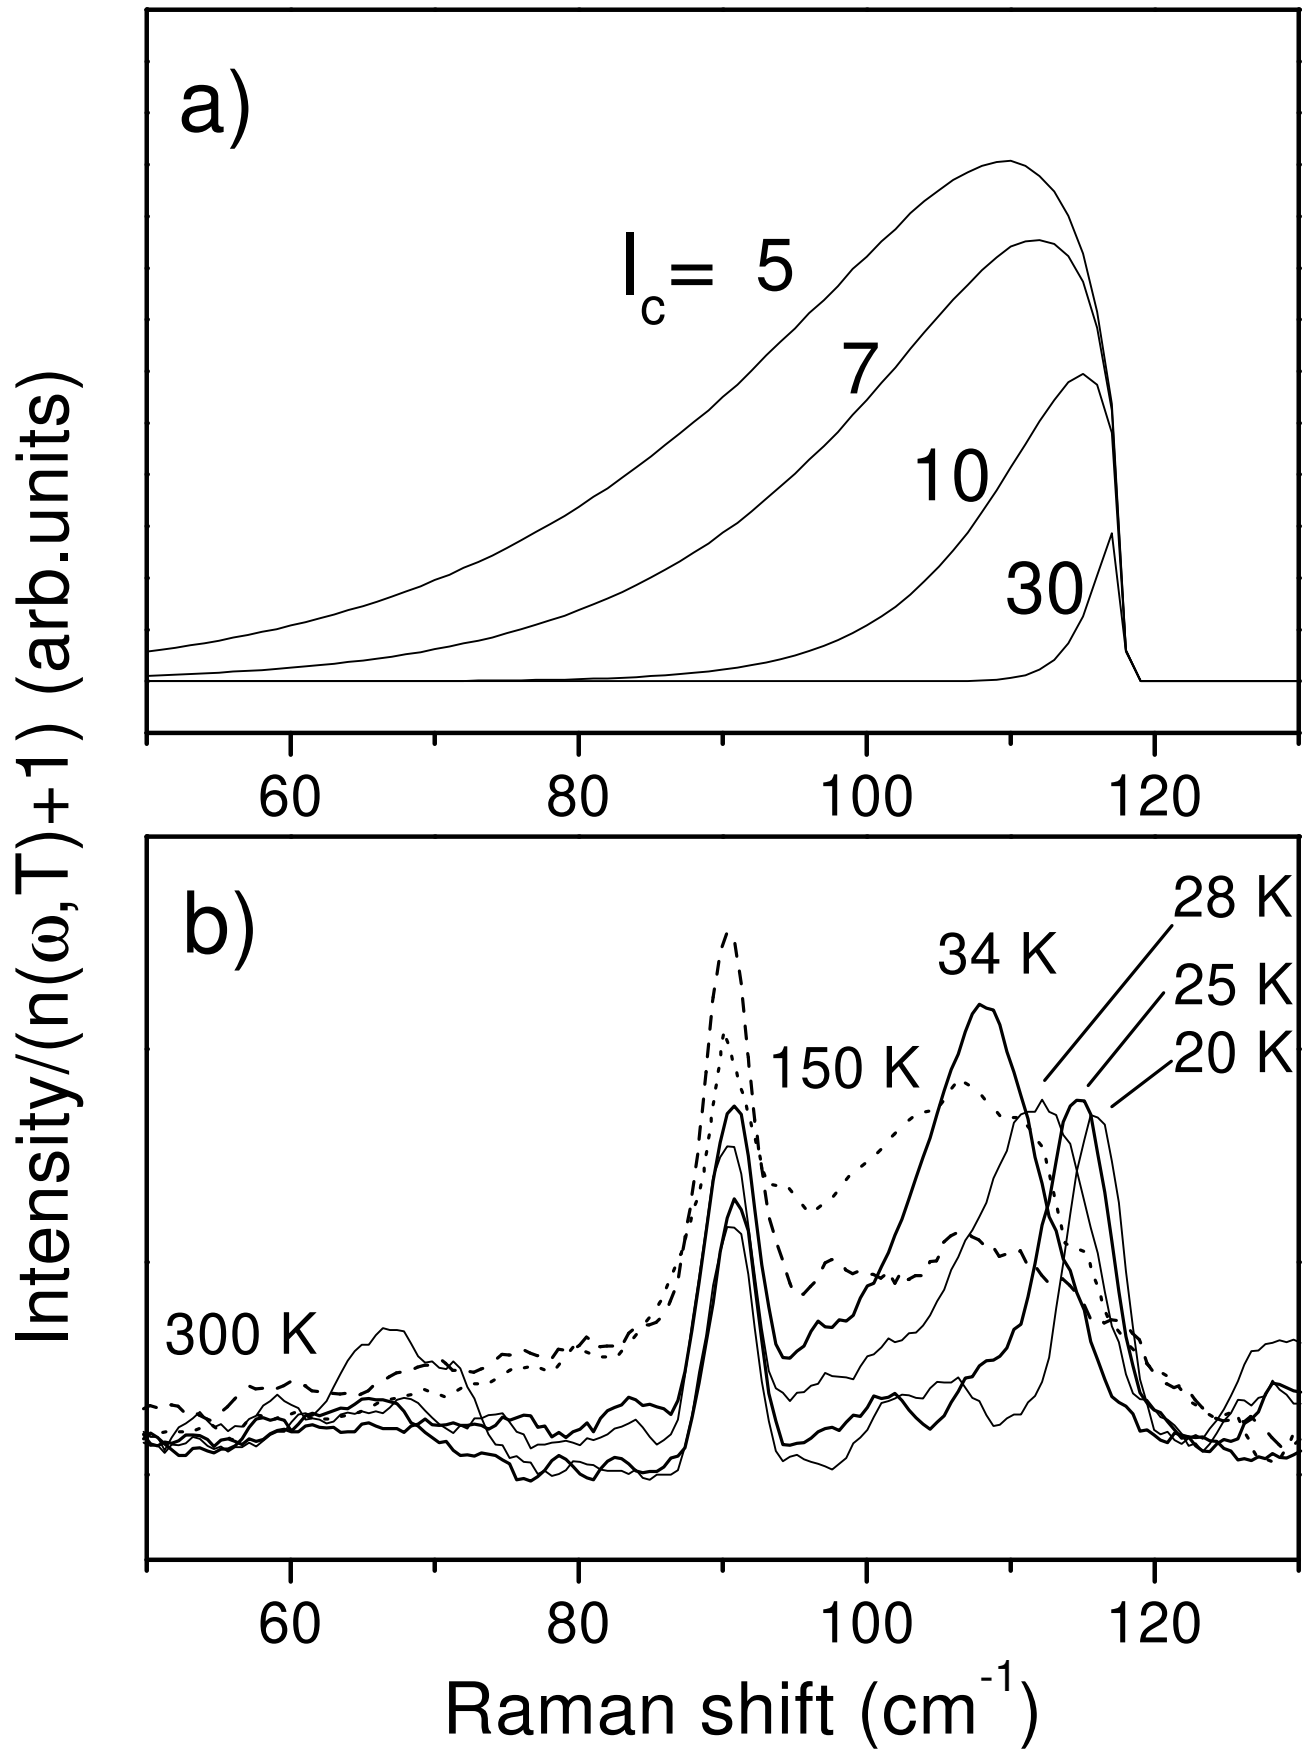 Intensity/(n(ω,T)+1) (arb.units)
a)
l_c= 5
7
10
30
60 80 100 120
b)
28 K
34 K
25 K
20 K
150 K
300 K
60 80 100 120
Raman shift (cm⁻¹)